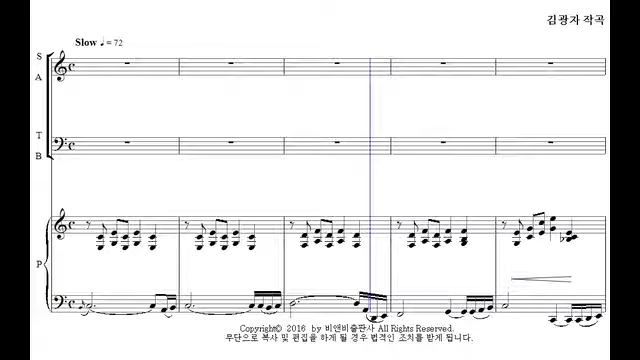 김광자 작곡
Slow ♩ = 72
S
A
T
B
P
Copyright© 2016 by 비앤비출판사 All Rights Reserved.
무단으로 복사 및 편집을 하게 될 경우 법적인 조치를 받게 됩니다.